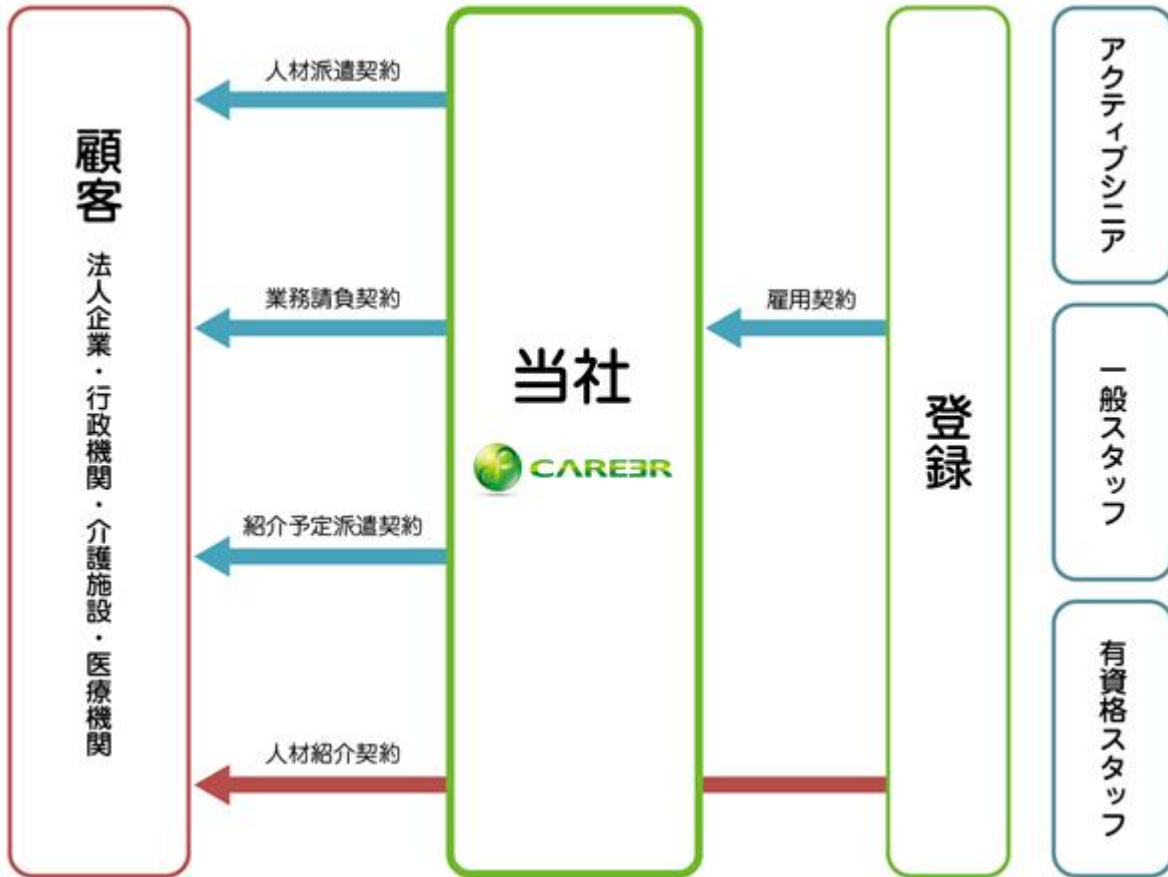 顧客
法人企業・行政機関・介護施設・医療機関
人材派遣契約
業務請負契約
紹介予定派遣契約
人材紹介契約
当社
CAREER
雇用契約
登録
アクティブシニア
一般スタッフ
有資格スタッフ